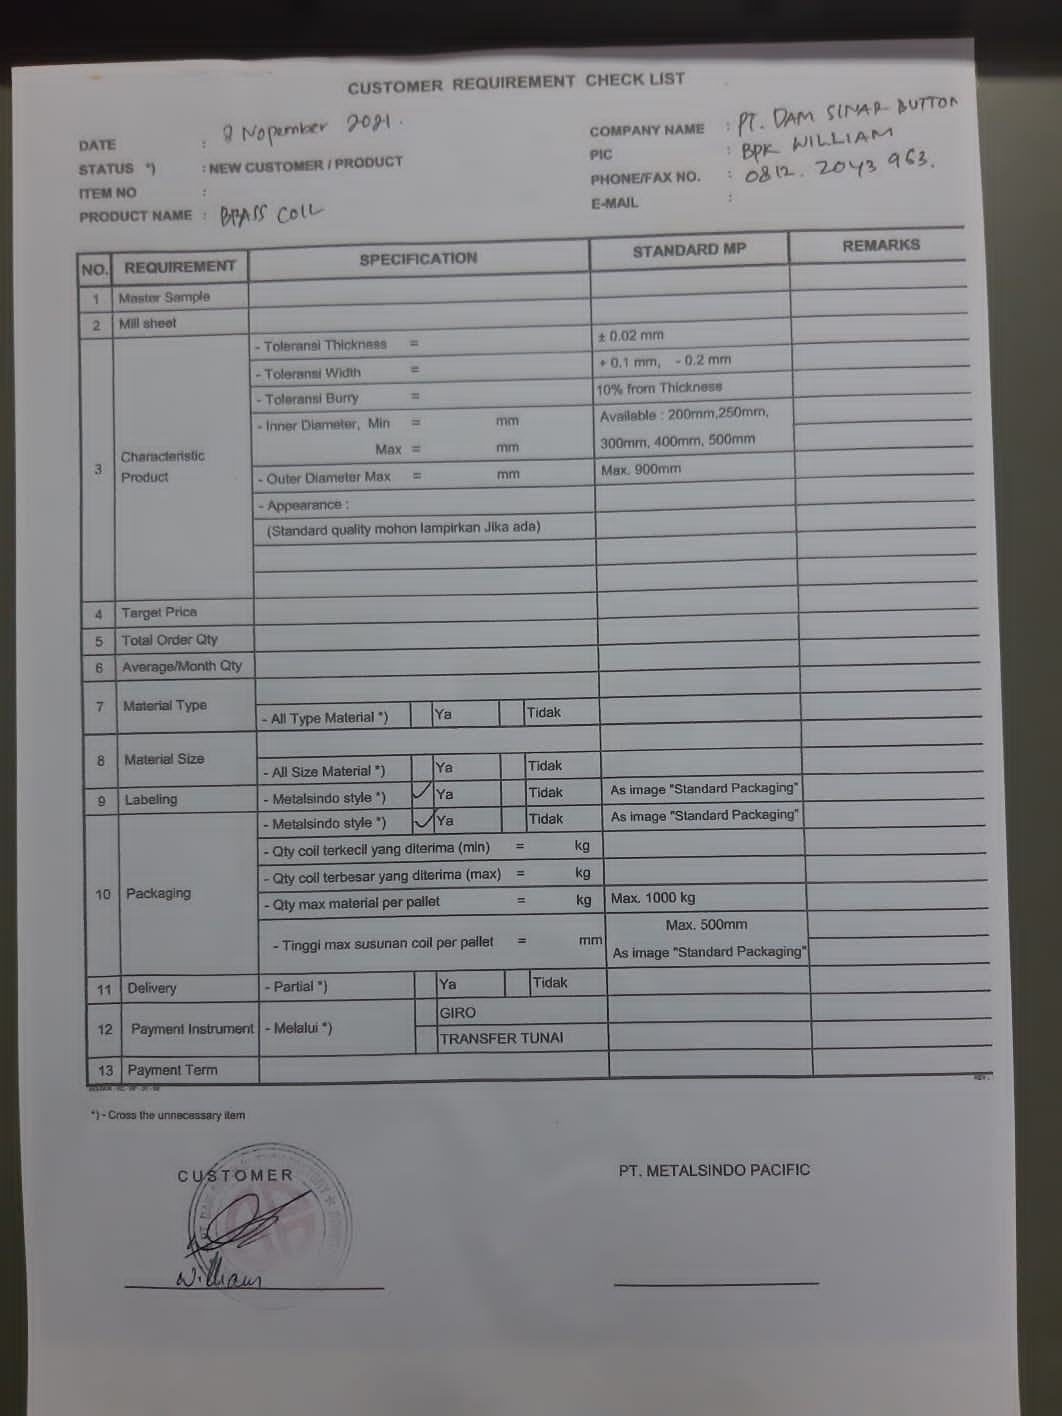 CUSTOMER REQUIREMENT CHECK LIST
DATE : 8 Nopember 2021.
STATUS *) : NEW CUSTOMER / PRODUCT
ITEM NO :
PRODUCT NAME : BRASS COIL
COMPANY NAME : PT. DAM SINAR BUTTON
PIC : BPK WILLIAM
PHONE/FAX NO. : 0812. 2043 963.
E-MAIL :
NO. REQUIREMENT SPECIFICATION STANDARD MP REMARKS
1 Master Sample
2 Mill sheet
3 Characteristic Product
- Toleransi Thickness = ± 0.02 mm
- Toleransi Width = + 0.1 mm, - 0.2 mm
- Toleransi Burry = 10% from Thickness
- Inner Diameter, Min = mm Available : 200mm,250mm,
Max = mm 300mm, 400mm, 500mm
- Outer Diameter Max = mm Max. 900mm
- Appearance :
(Standard quality mohon lampirkan Jika ada)
4 Target Price
5 Total Order Qty
6 Average/Month Qty
7 Material Type
- All Type Material *) Ya Tidak
8 Material Size
- All Size Material *) Ya Tidak
9 Labeling - Metalsindo style *) ✓ Ya Tidak As image "Standard Packaging"
10 Packaging
- Metalsindo style *) ✓ Ya Tidak As image "Standard Packaging"
- Qty coil terkecil yang diterima (min) = kg
- Qty coil terbesar yang diterima (max) = kg
- Qty max material per pallet = kg Max. 1000 kg
- Tinggi max susunan coil per pallet = mm Max. 500mm
As image "Standard Packaging"
11 Delivery - Partial *) Ya Tidak
12 Payment Instrument - Melalui *) GIRO
TRANSFER TUNAI
13 Payment Term
REV.
*) - Cross the unnecessary item
CUSTOMER
PT. METALSINDO PACIFIC
William